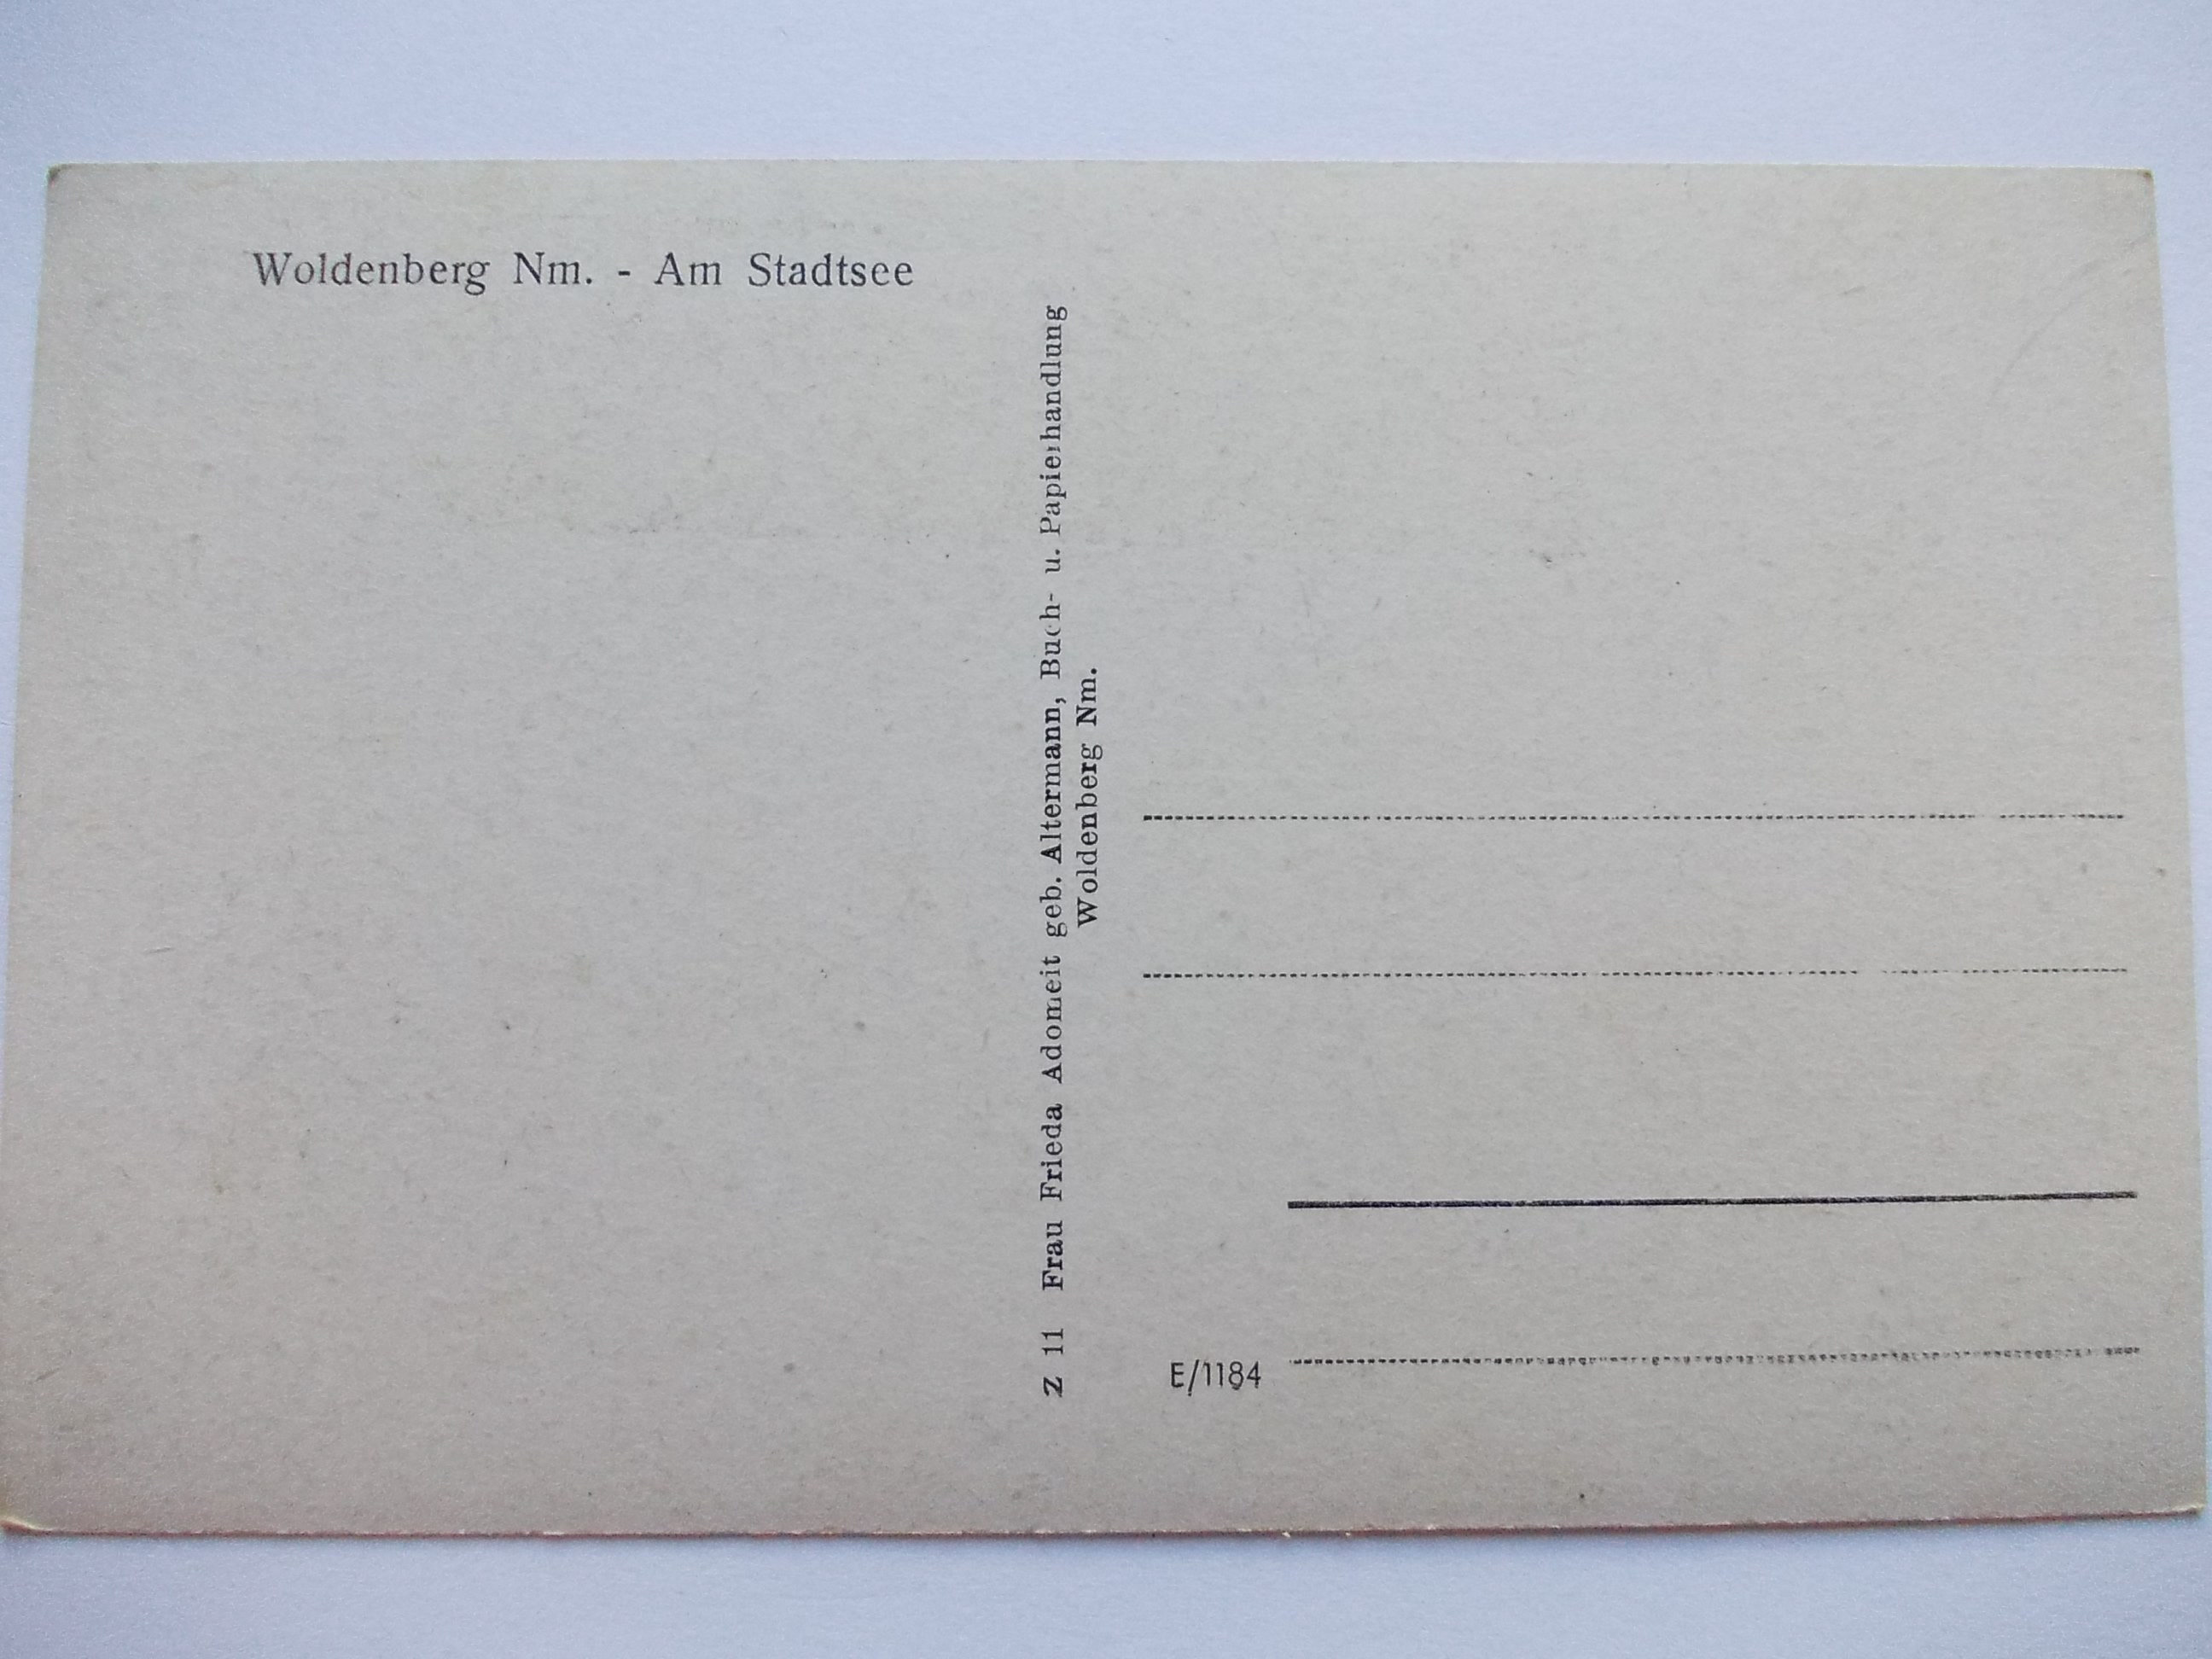 Woldenberg Nm. - Am Stadtsee
Z 11 Frau Frieda Adomeit geb. Altermann, Buch- u. Papierhandlung
Woldenberg Nm.
E/1184